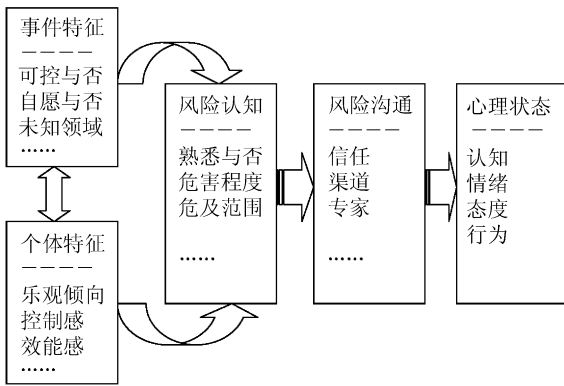 事件特征
————
可控与否
自愿与否
未知领域
……
个体特征
————
乐观倾向
控制感
效能感
……
风险认知
————
熟悉与否
危害程度
危及范围
……
风险沟通
————
信任
渠道
专家
……
心理状态
————
认知
情绪
态度
行为